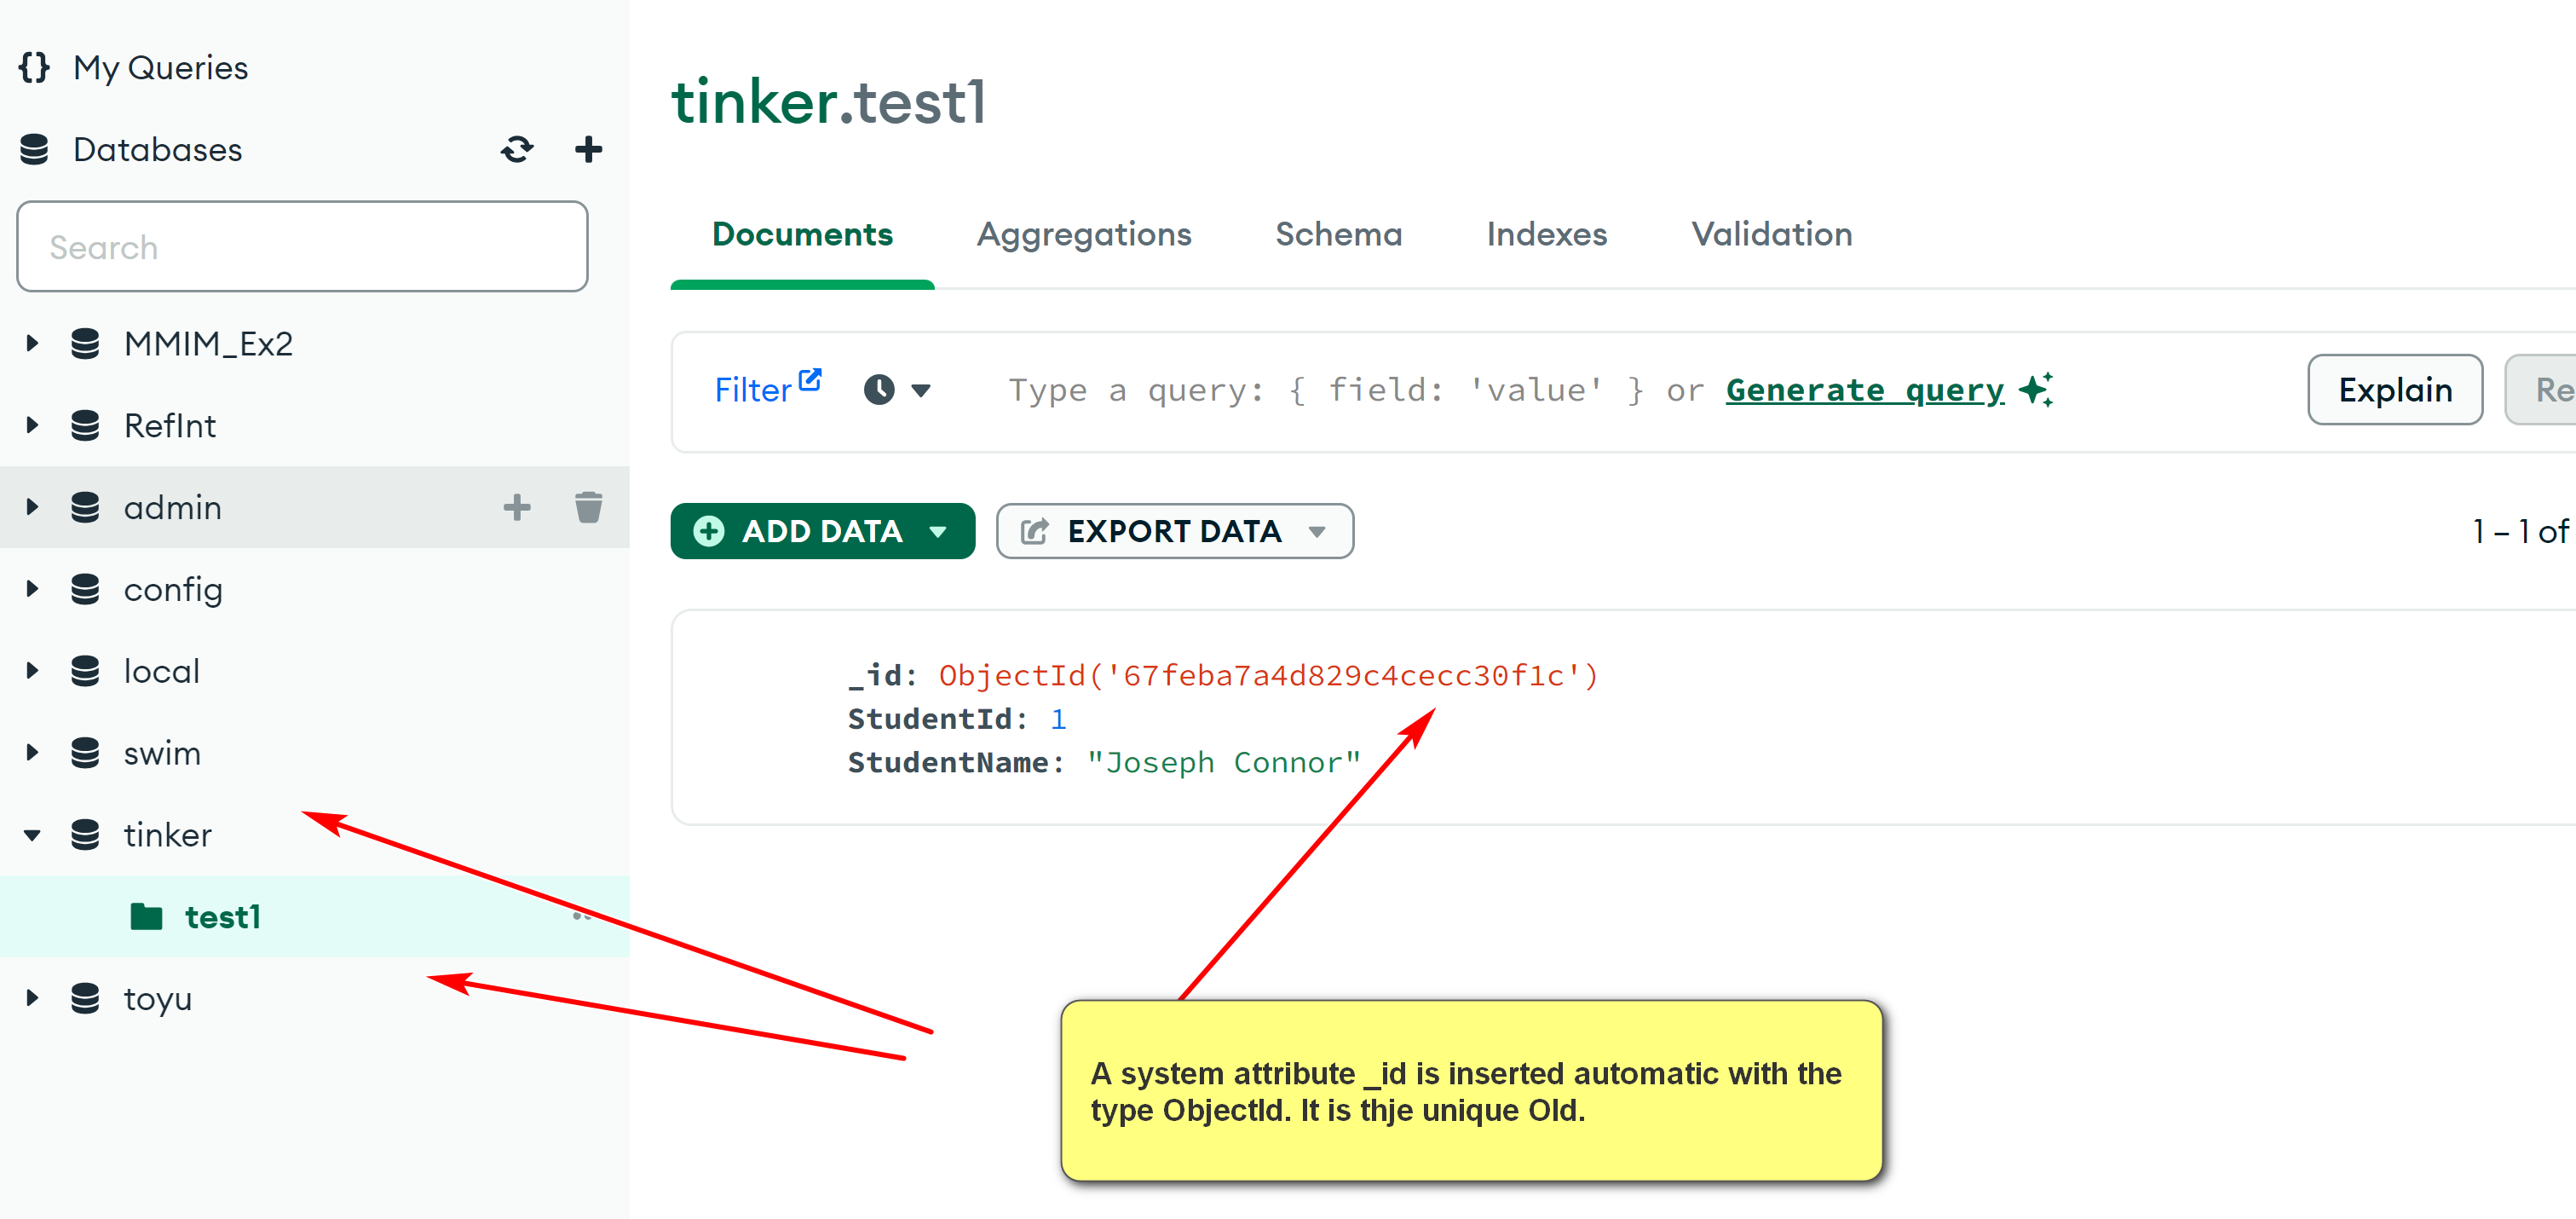 My Queries
Databases
Search
MMIM_Ex2
RefInt
admin
config
local
swim
tinker
test1
toyu
tinker.test1
Documents Aggregations Schema Indexes Validation
Filter Type a query: { field: 'value' } or Generate query Explain Re
ADD DATA EXPORT DATA 1 – 1 of
_id: ObjectId('67feba7a4d829c4cecc30f1c')
StudentId: 1
StudentName: "Joseph Connor"
A system attribute _id is inserted automatic with the
type ObjectId. It is thje unique OId.